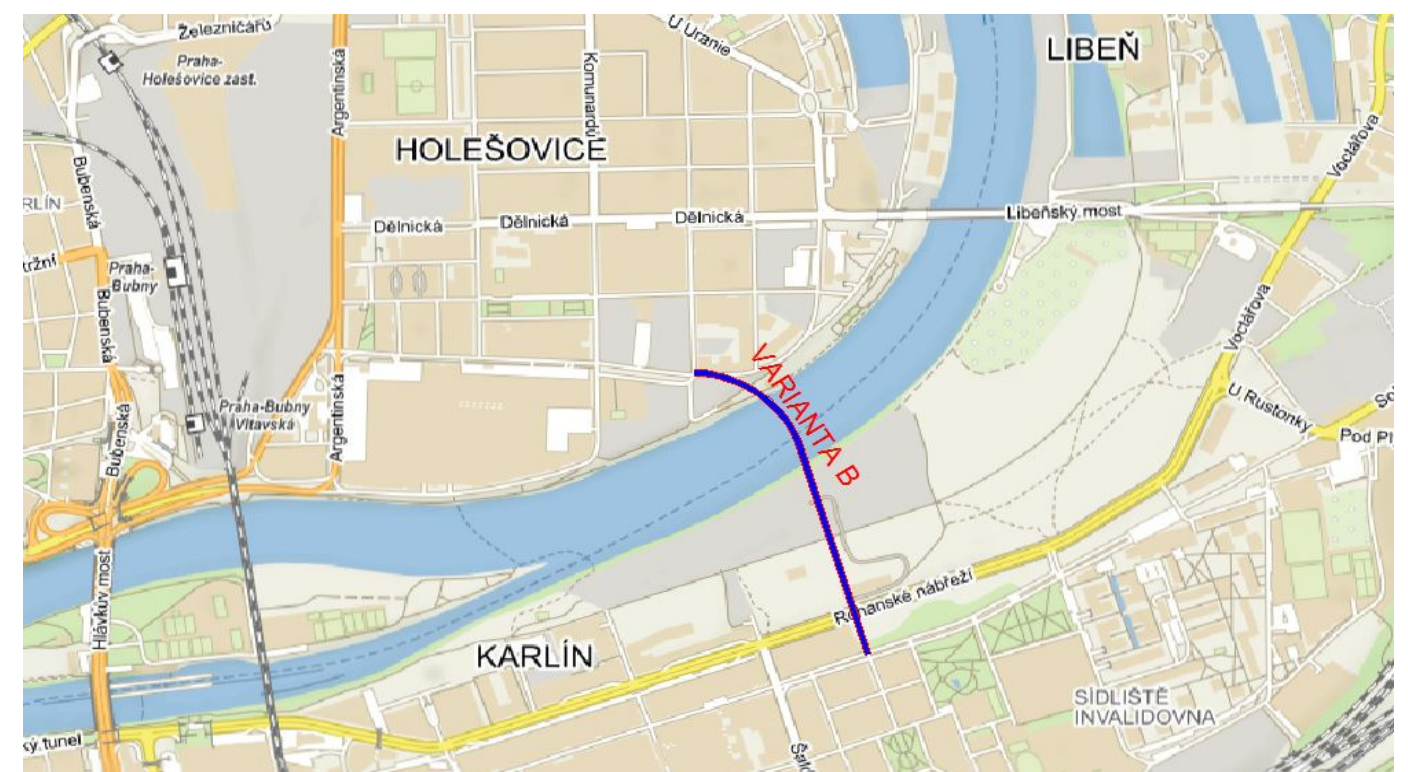 Železničářů
Praha-
Holešovice zast.
U Uranie
LIBEŇ
Argentinská
Komunardů
HOLEŠOVICE
Voctářova
Bubenská
RLÍN
Dělnická
Dělnická
Dělnická
Libeňský most
tržní
Praha-
Bubny
Bubenská
Voctářova
VARIANTA B
Argentinská
Praha-Bubny
Vltavská
Bubenská
U Rustonky
Pod Pl
Hlávkův most
Rohanské nábřeží
KARLÍN
SÍDLIŠTĚ
INVALIDOVNA
ký tunel